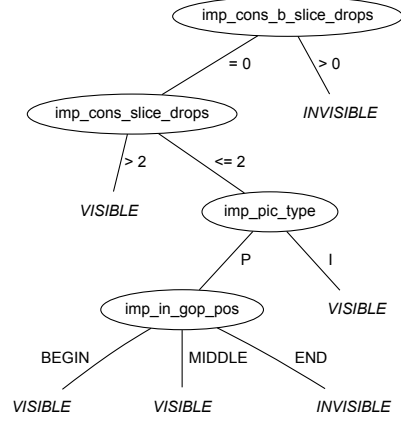 imp_cons_b_slice_drops
= 0
> 0
imp_cons_slice_drops
INVISIBLE
> 2
<= 2
VISIBLE
imp_pic_type
P
I
imp_in_gop_pos
VISIBLE
BEGIN
MIDDLE
END
VISIBLE
VISIBLE
INVISIBLE